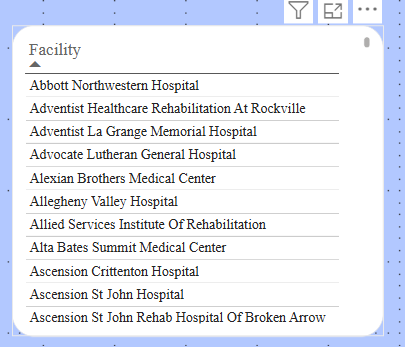 Facility
Abbott Northwestern Hospital
Adventist Healthcare Rehabilitation At Rockville
Adventist La Grange Memorial Hospital
Advocate Lutheran General Hospital
Alexian Brothers Medical Center
Allegheny Valley Hospital
Allied Services Institute Of Rehabilitation
Alta Bates Summit Medical Center
Ascension Crittenton Hospital
Ascension St John Hospital
Ascension St John Rehab Hospital Of Broken Arrow